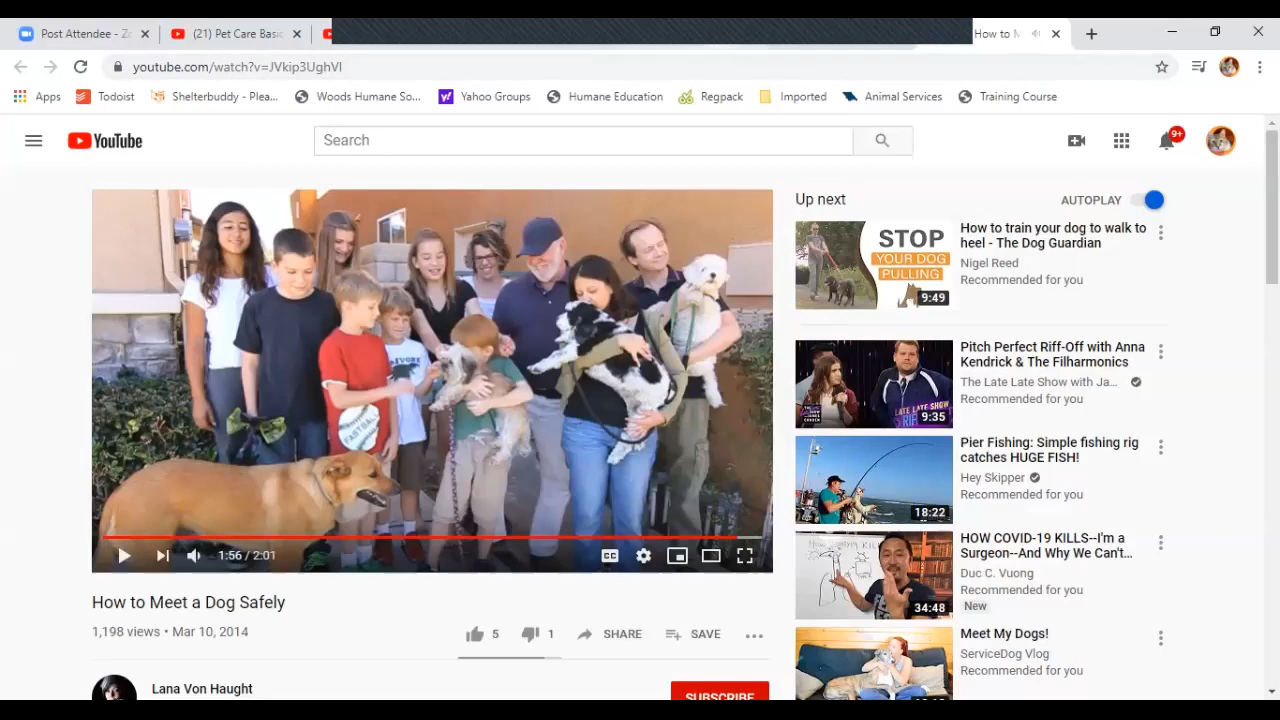 Post Attendee - Zo
(21) Pet Care Basic
How to M
youtube.com/watch?v=JVkip3UghVI
Apps
Todoist
Shelterbuddy - Plea...
Woods Humane So...
Yahoo Groups
Humane Education
Regpack
Imported
Animal Services
Training Course
YouTube
Search
9+
FASTBALL
1:56 / 2:01
CC
How to Meet a Dog Safely
1,198 views • Mar 10, 2014
5
1
SHARE
SAVE
Lana Von Haught
SUBSCRIBE
Up next
AUTOPLAY
STOP
YOUR DOG
PULLING
9:49
How to train your dog to walk to
heel - The Dog Guardian
Nigel Reed
Recommended for you
LATE LATE SHOW
9:35
Pitch Perfect Riff-Off with Anna
Kendrick & The Filharmonics
The Late Late Show with Ja...
Recommended for you
18:22
Pier Fishing: Simple fishing rig
catches HUGE FISH!
Hey Skipper
Recommended for you
34:48
HOW COVID-19 KILLS--I'm a
Surgeon--And Why We Can't...
Duc C. Vuong
Recommended for you
New
Meet My Dogs!
ServiceDog Vlog
Recommended for you